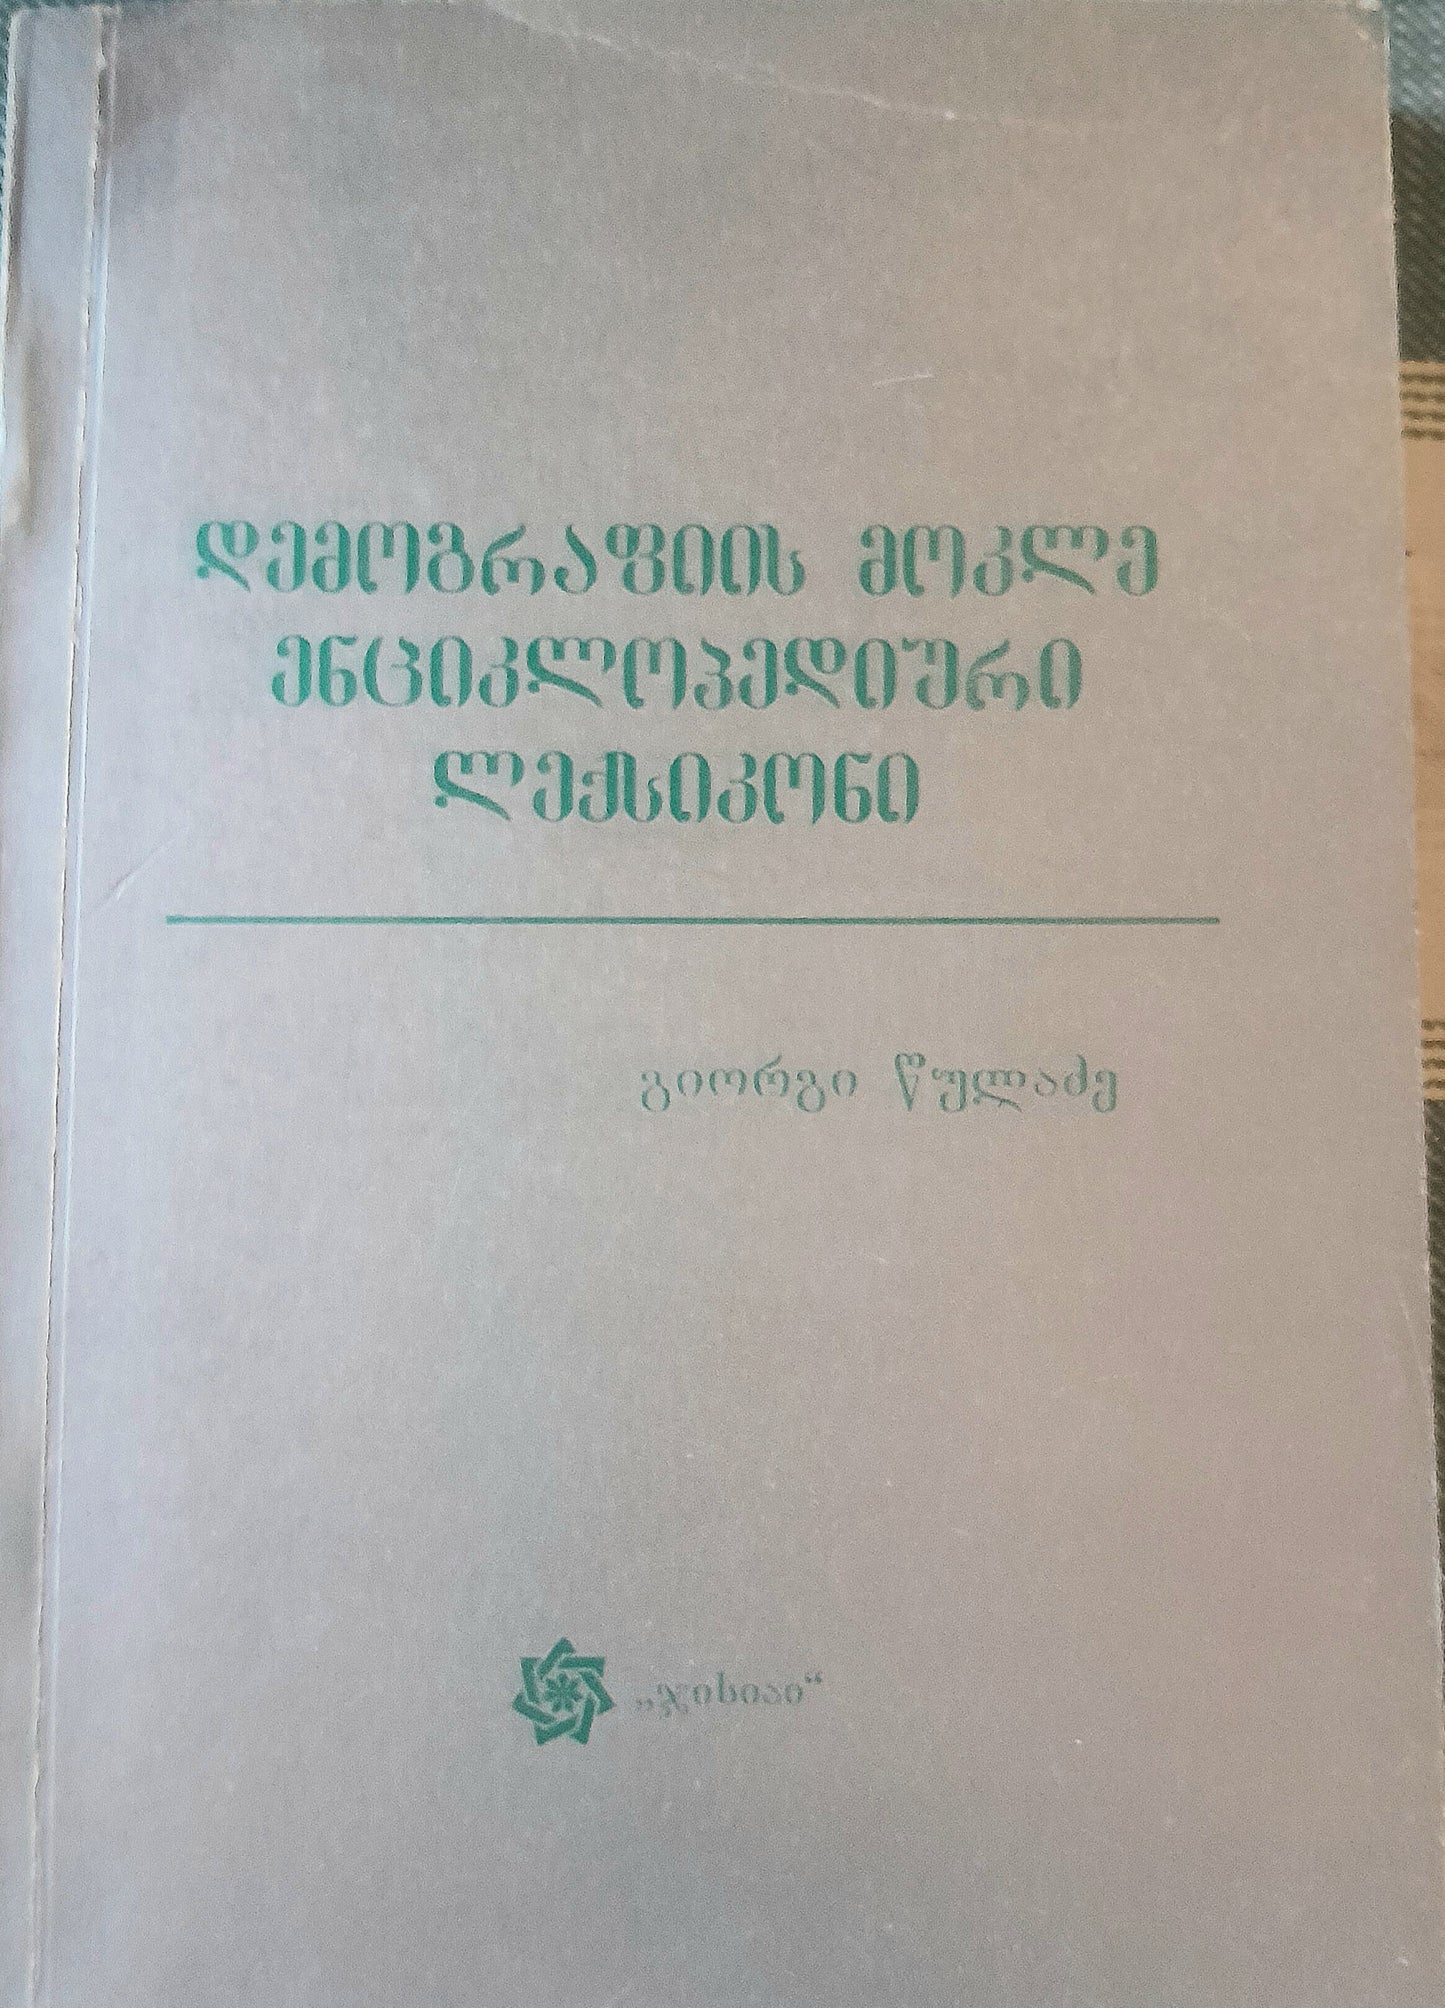 დემოგრაფიის მოკლე
ენციკლოპედიური
ლექსიკონი
გიორგი წულაძე
„ჯისიაი“